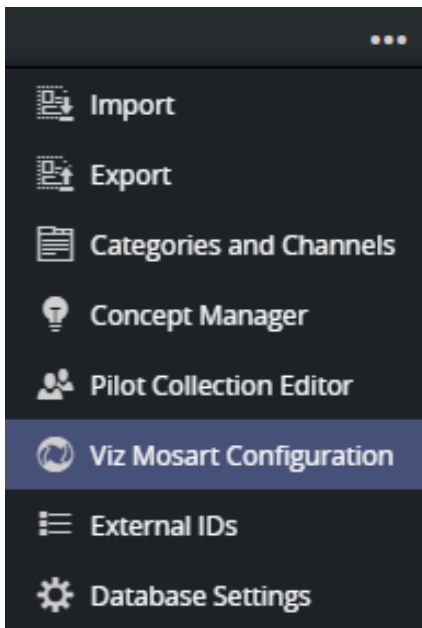 Import
Export
Categories and Channels
Concept Manager
Pilot Collection Editor
Viz Mosart Configuration
External IDs
Database Settings